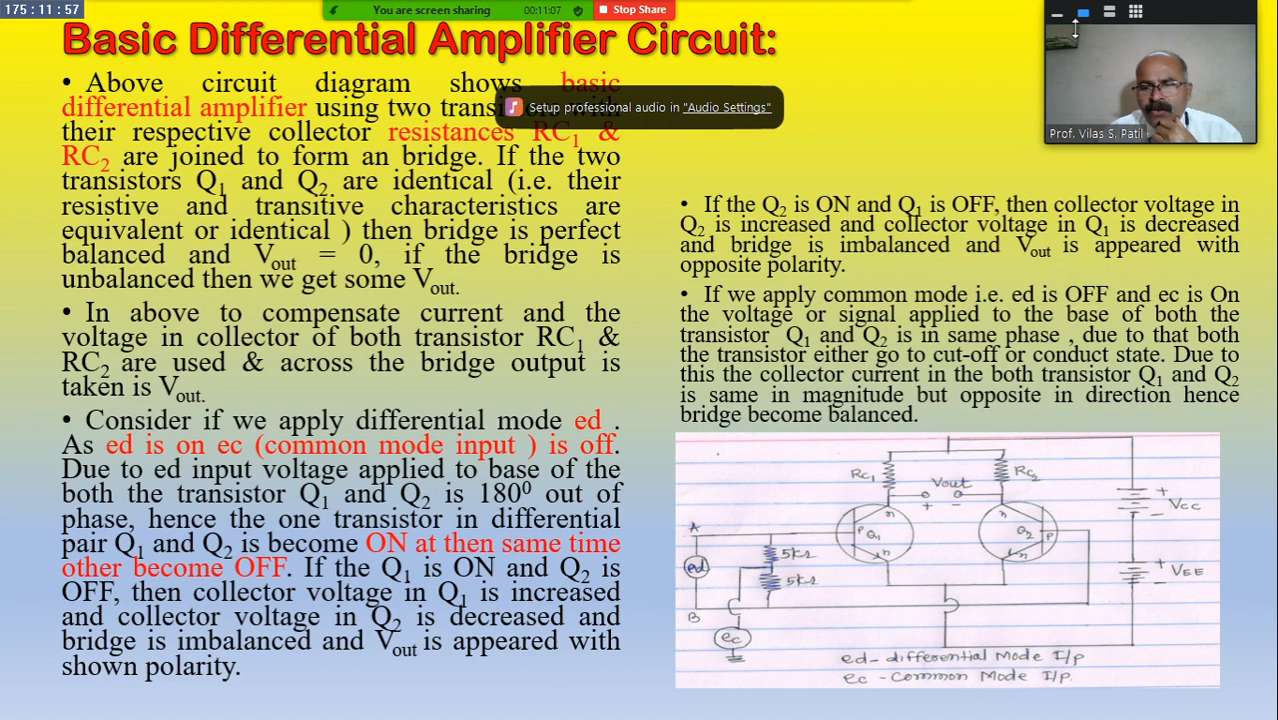 175 : 11 : 57
You are screen sharing
00:11:07
Stop Share
Basic Differential Amplifier Circuit:
• Above circuit diagram shows basic
differential amplifier using two transi with
their respective collector resistances RC1 &
RC2 are joined to form an bridge. If the two
transistors Q1 and Q2 are identical (i.e. their
resistive and transitive characteristics are
equivalent or identical ) then bridge is perfect
balanced and Vout = 0, if the bridge is
unbalanced then we get some Vout.
• In above to compensate current and the
voltage in collector of both transistor RC1 &
RC2 are used & across the bridge output is
taken is Vout.
• Consider if we apply differential mode ed .
As ed is on ec (common mode input ) is off.
Due to ed input voltage applied to base of the
both the transistor Q1 and Q2 is 180⁰ out of
phase, hence the one transistor in differential
pair Q1 and Q2 is become ON at then same time
other become OFF. If the Q1 is ON and Q2 is
OFF, then collector voltage in Q1 is increased
and collector voltage in Q2 is decreased and
bridge is imbalanced and Vout is appeared with
shown polarity.
Setup professional audio in "Audio Settings"
Prof. Vilas S. Patil
• If the Q2 is ON and Q1 is OFF, then collector voltage in
Q2 is increased and collector voltage in Q1 is decreased
and bridge is imbalanced and Vout is appeared with
opposite polarity.
• If we apply common mode i.e. ed is OFF and ec is On
the voltage or signal applied to the base of both the
transistor Q1 and Q2 is in same phase , due to that both
the transistor either go to cut-off or conduct state. Due to
this the collector current in the both transistor Q1 and Q2
is same in magnitude but opposite in direction hence
bridge become balanced.
RC1
Vout
RC2
+ -
n
n
+ VCC
-
A
P Q1
Q2 P
ed
5kΩ
n
n
5kΩ
+ VEE
-
B
ec
ed - differential Mode I/p
ec - Common Mode I/p.